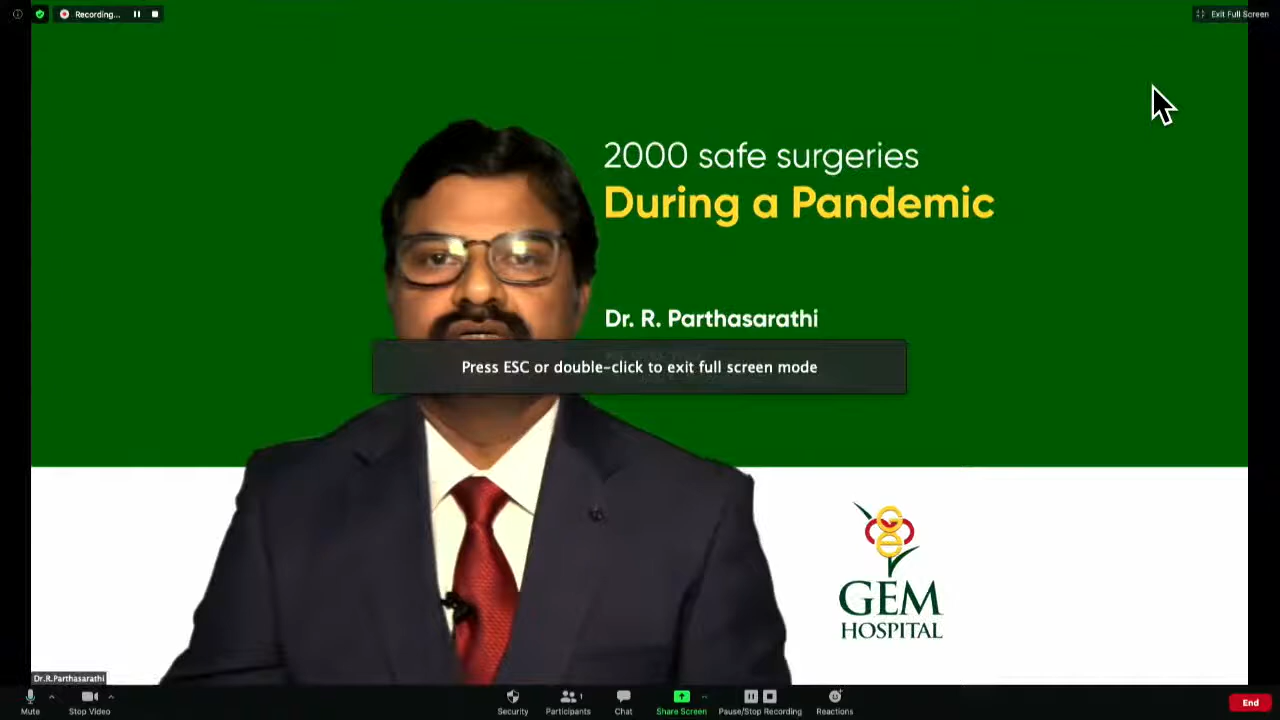 Recording...
Exit Full Screen
2000 safe surgeries
During a Pandemic
Dr. R. Parthasarathi
Press ESC or double-click to exit full screen mode
GEM
HOSPITAL
Dr.R.Parthasarathi
Mute
Stop Video
Security
Participants
1
Chat
Share Screen
Pause/Stop Recording
Reactions
End